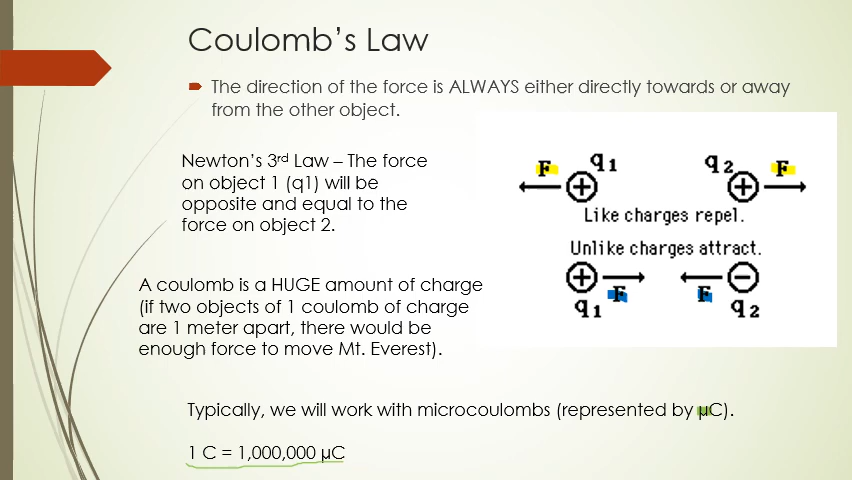 Coulomb's Law
The direction of the force is ALWAYS either directly towards or away
from the other object.
Newton's 3rd Law – The force
on object 1 (q1) will be
opposite and equal to the
force on object 2.
F q1 q2 F
+ +
Like charges repel.
Unlike charges attract.
+ −
F F
q1 q2
A coulomb is a HUGE amount of charge
(if two objects of 1 coulomb of charge
are 1 meter apart, there would be
enough force to move Mt. Everest).
Typically, we will work with microcoulombs (represented by µC).
1 C = 1,000,000 µC